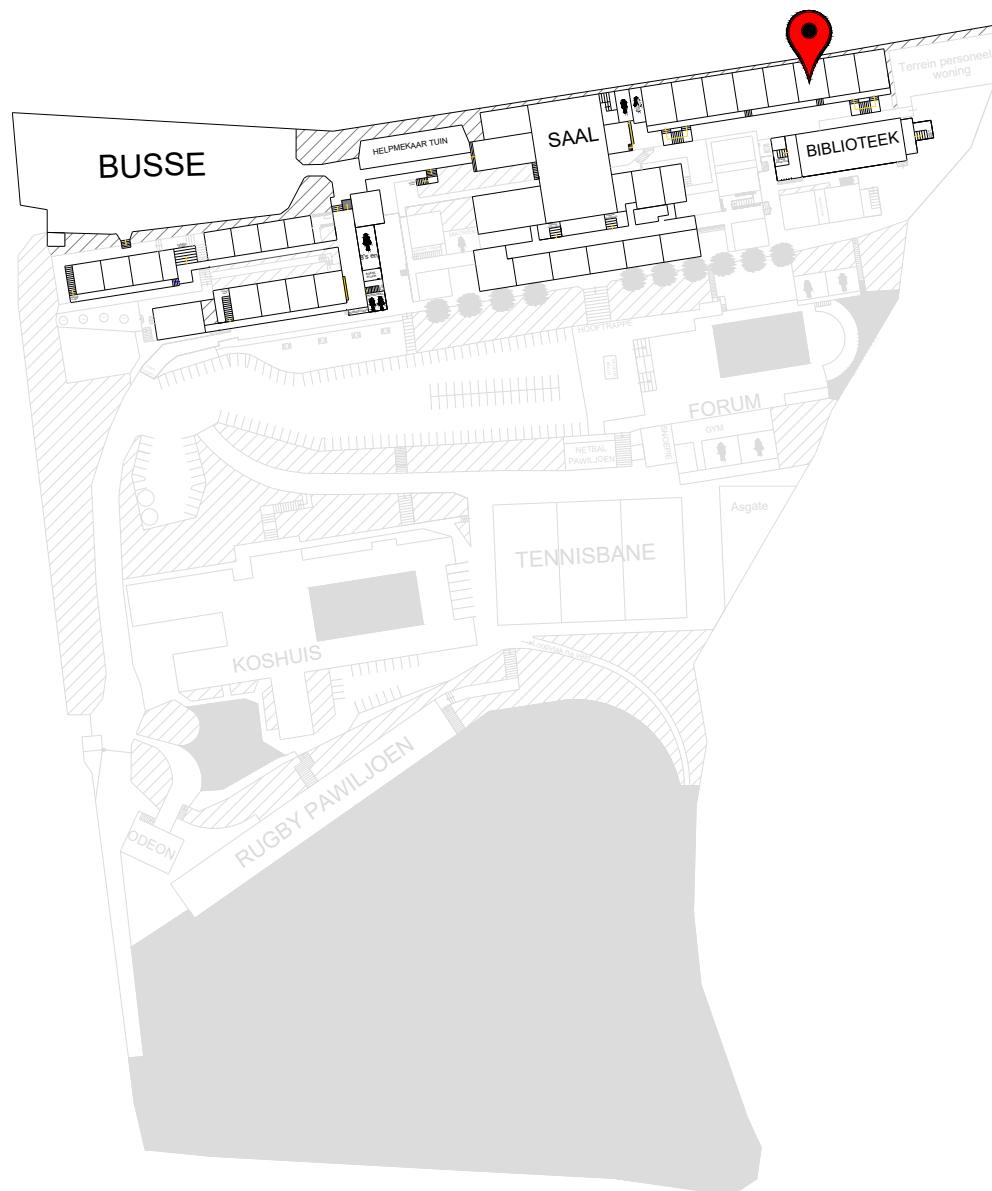 Terrein personeel
woning
SAAL
BIBLIOTEEK
HELPMEKAAR TUIN
BUSSE
HOOFTRAPPE
FORUM
GYM
NETBAL
PAWILJOEN
Asgate
TENNISBANE
KOSHUIS
RUGBY PAWILJOEN
ODEON